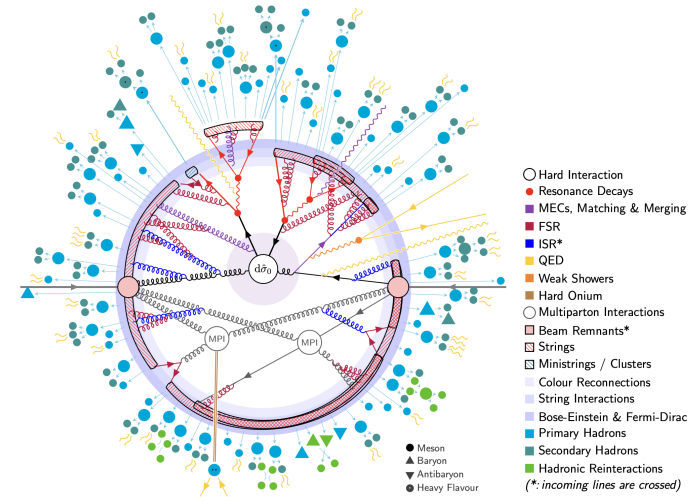 dσ̂₀
MPI
MPI
Hard Interaction
Resonance Decays
MECs, Matching & Merging
FSR
ISR*
QED
Weak Showers
Hard Onium
Multiparton Interactions
Beam Remnants*
Strings
Ministrings / Clusters
Colour Reconnections
String Interactions
Bose-Einstein & Fermi-Dirac
Primary Hadrons
Secondary Hadrons
Hadronic Reinteractions
(*: incoming lines are crossed)
Meson
Baryon
Antibaryon
Heavy Flavour